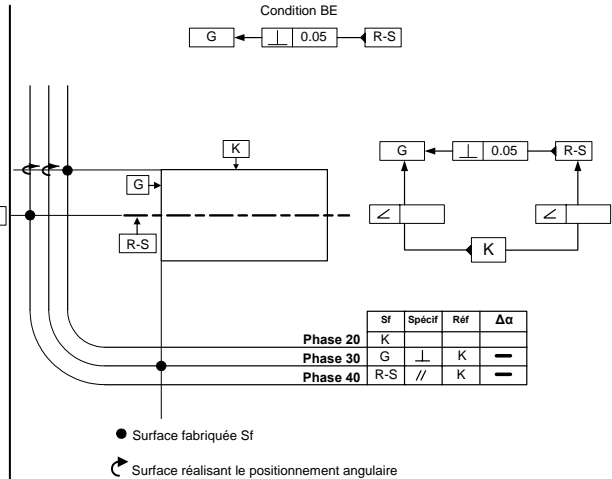 Condition BE
G ⊥ 0.05 R-S
K
G
R-S
G ⊥ 0.05 R-S
∠ ∠
K
Sf Spécif Réf Δα
Phase 20 K
Phase 30 G ⊥ K –
Phase 40 R-S // K –
Surface fabriquée Sf
Surface réalisant le positionnement angulaire